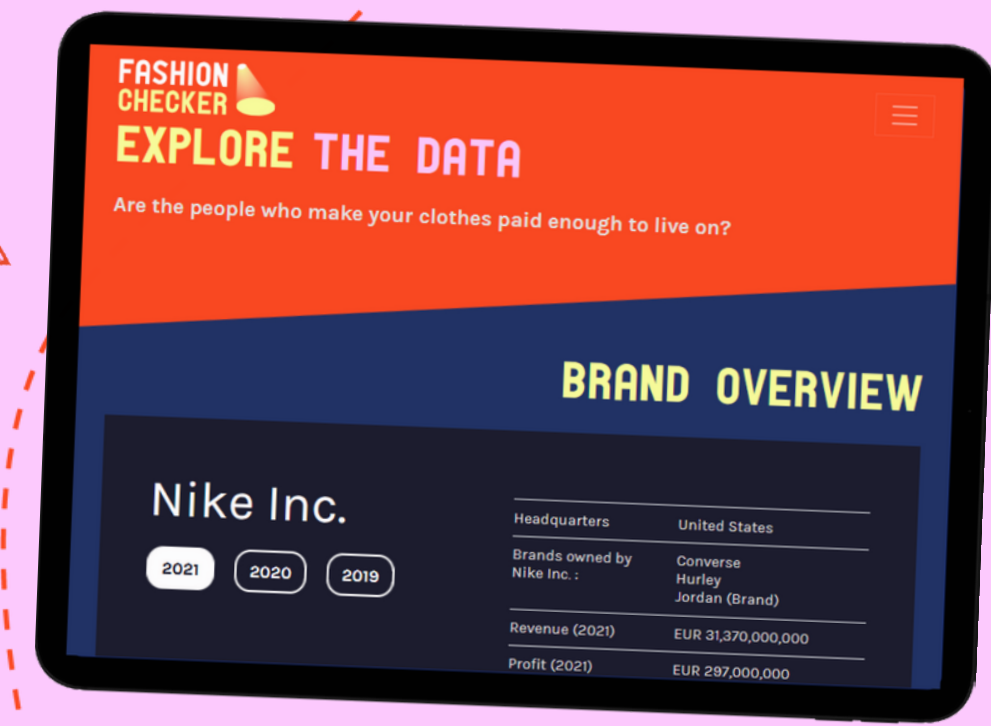 FASHION
CHECKER
EXPLORE THE DATA
Are the people who make your clothes paid enough to live on?
BRAND OVERVIEW
Nike Inc.
2021 2020 2019
Headquarters United States
Brands owned by Nike Inc. : Converse
Hurley
Jordan (Brand)
Revenue (2021) EUR 31,370,000,000
Profit (2021) EUR 297,000,000